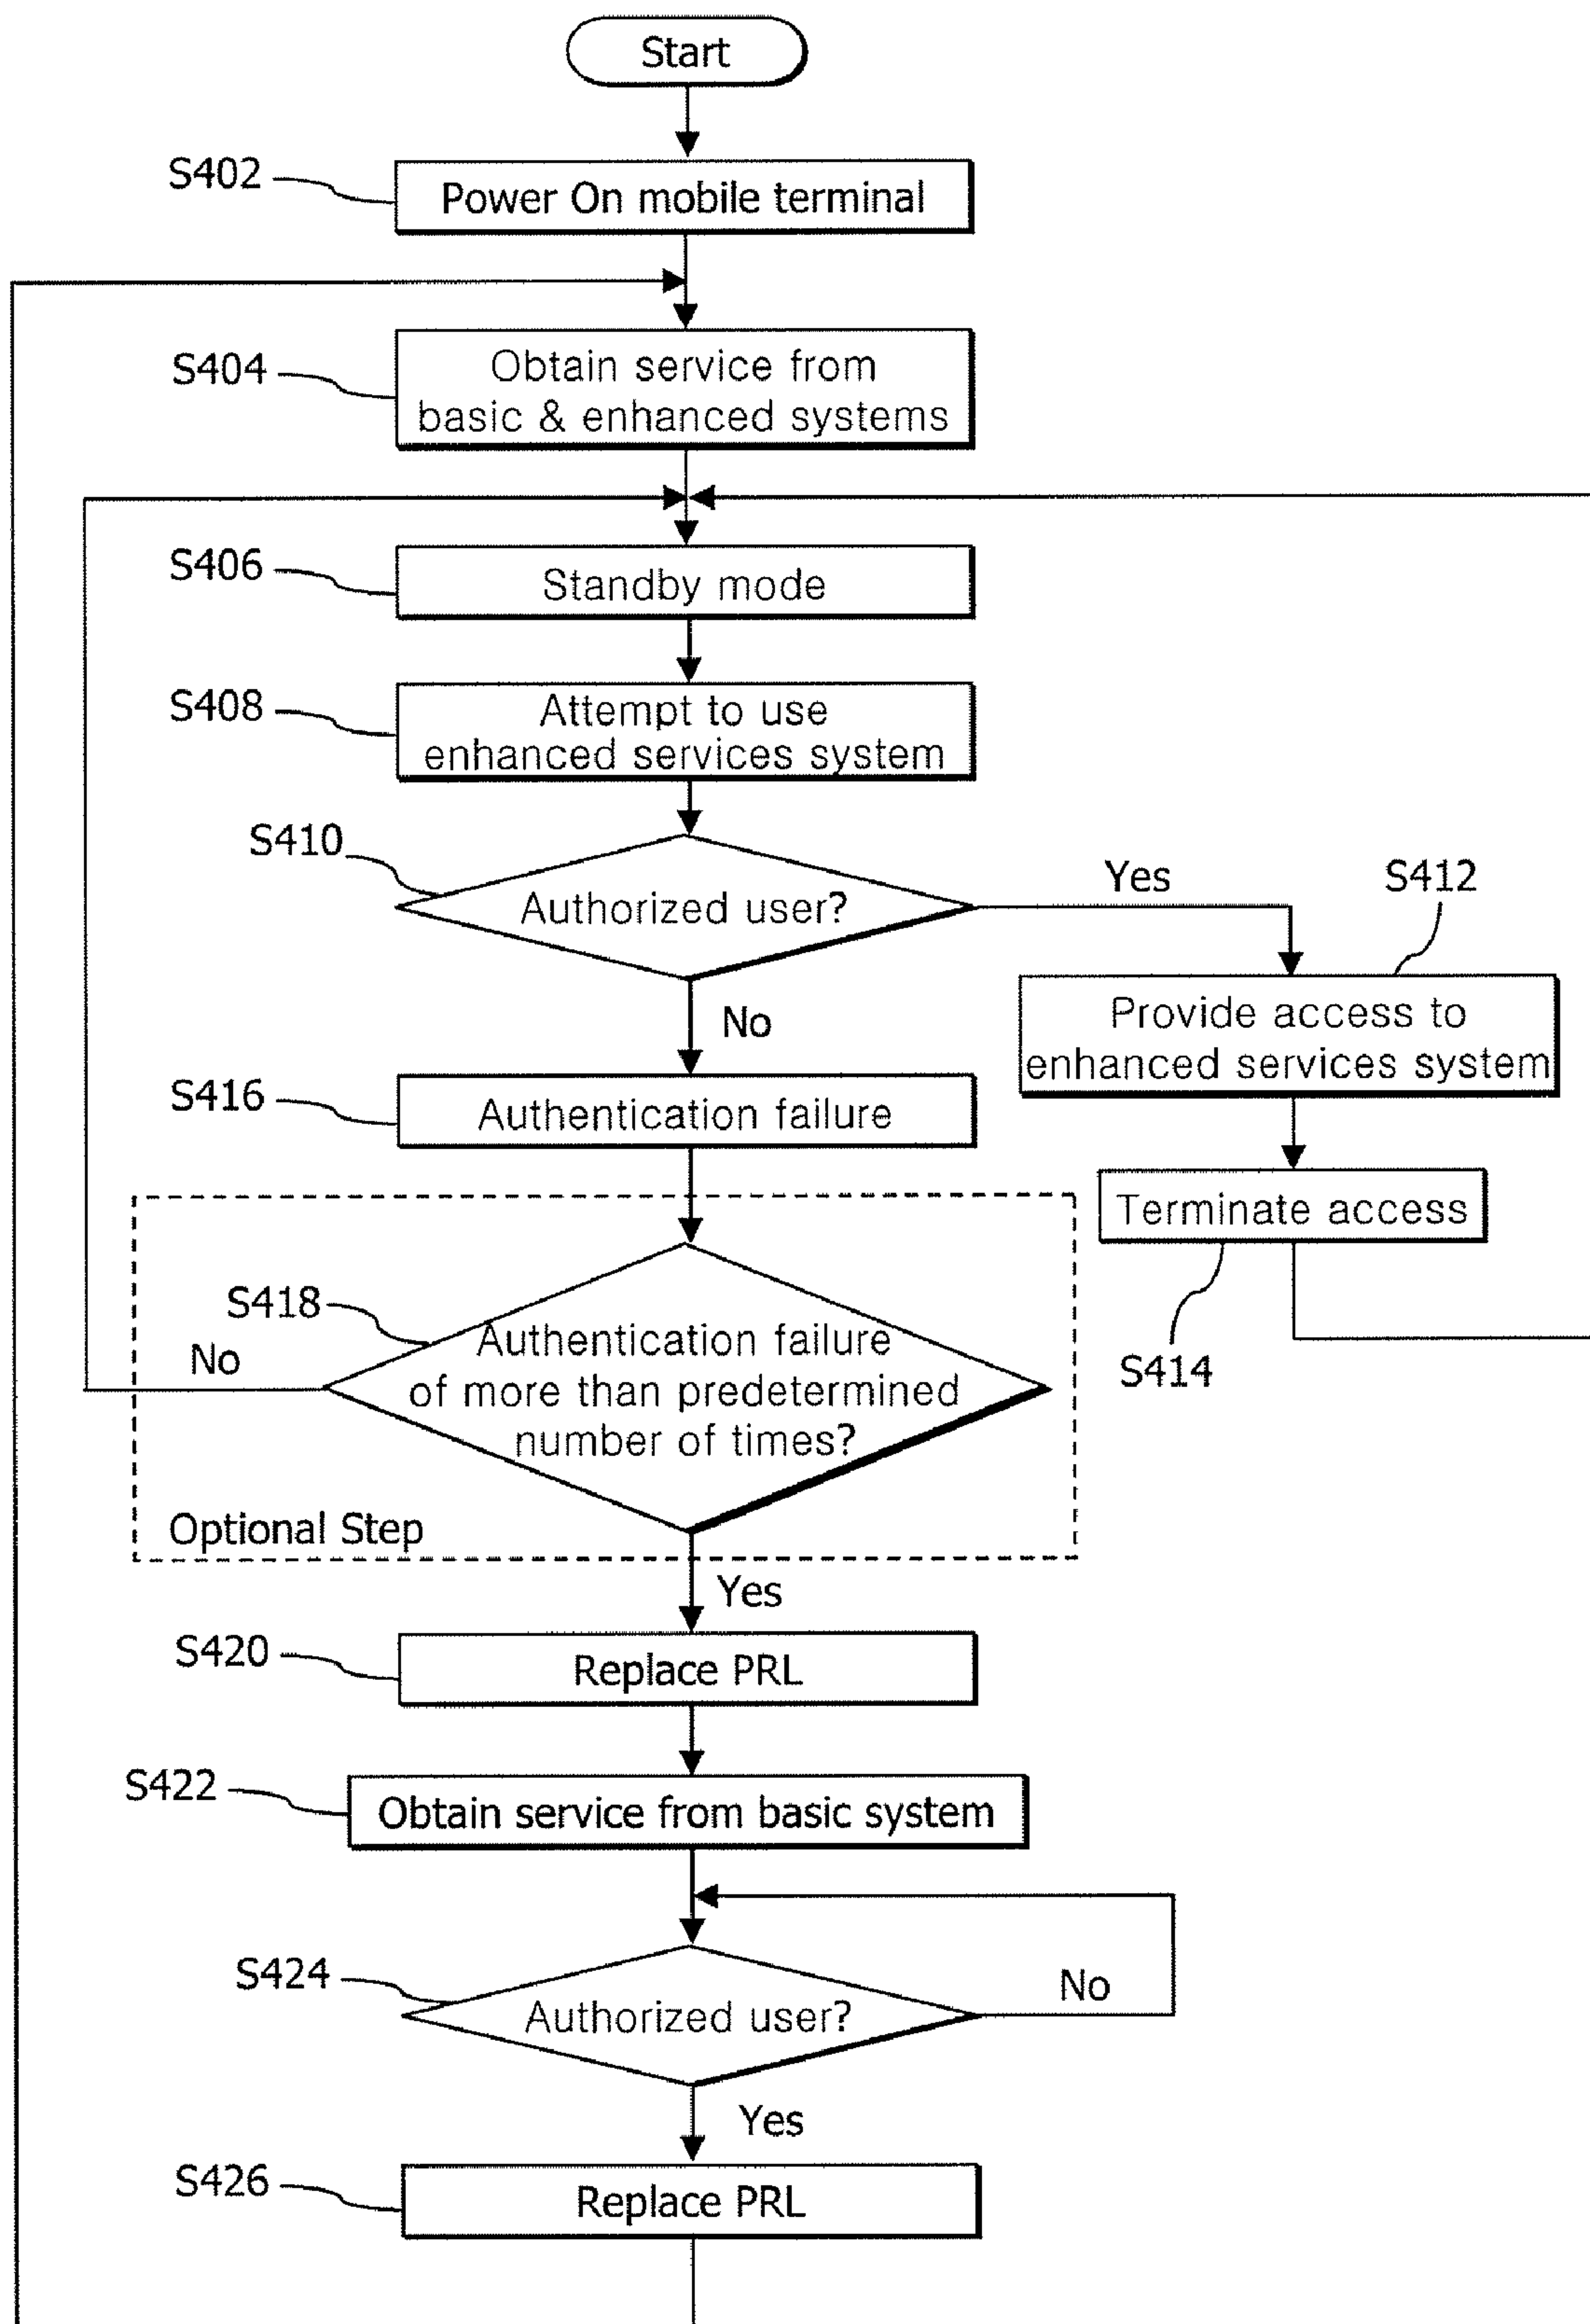 Start
S402
Power On mobile terminal
S404
Obtain service from
basic & enhanced systems
S406
Standby mode
S408
Attempt to use
enhanced services system
S410
Authorized user?
Yes
S412
No
Provide access to
enhanced services system
S416
Authentication failure
Terminate access
S414
S418
No
Authentication failure
of more than predetermined
number of times?
Optional Step
Yes
S420
Replace PRL
S422
Obtain service from basic system
S424
Authorized user?
No
Yes
S426
Replace PRL